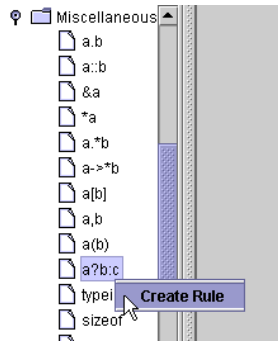 Miscellaneous
a.b
a::b
&a
*a
a.*b
a->*b
a[b]
a,b
a(b)
a?b:c
typei Create Rule
sizeof